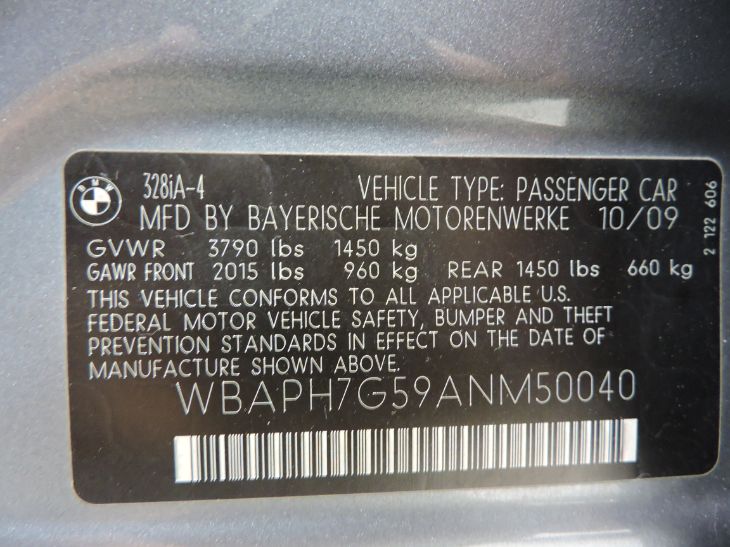 BMW 328iA-4 VEHICLE TYPE: PASSENGER CAR
MFD BY BAYERISCHE MOTORENWERKE 10/09
GVWR 3790 lbs 1450 kg
GAWR FRONT 2015 lbs 960 kg REAR 1450 lbs 660 kg
THIS VEHICLE CONFORMS TO ALL APPLICABLE U.S.
FEDERAL MOTOR VEHICLE SAFETY, BUMPER AND THEFT
PREVENTION STANDARDS IN EFFECT ON THE DATE OF
MANUFACTURE SHOWN ABOVE.
WBAPH7G59ANM50040
2 122 606